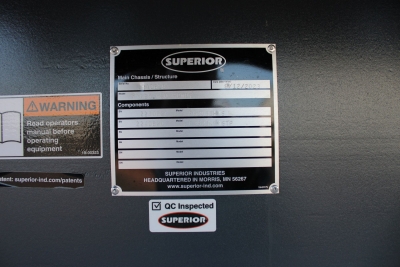 SUPERIOR
Main Chassis / Structure
Components
SUPERIOR INDUSTRIES
HEADQUARTERED IN MORRIS, MN 56267
www.superior-ind.com
WARNING
Read operators
manual before
operating
equipment
tent: superior-ind.com/patents
QC Inspected
SUPERIOR